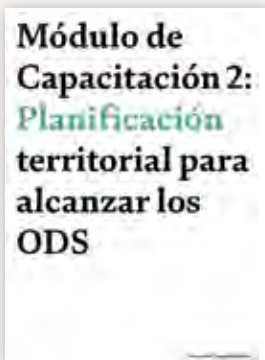 Módulo de
Capacitación 2:
Planificación
territorial para
alcanzar los
ODS